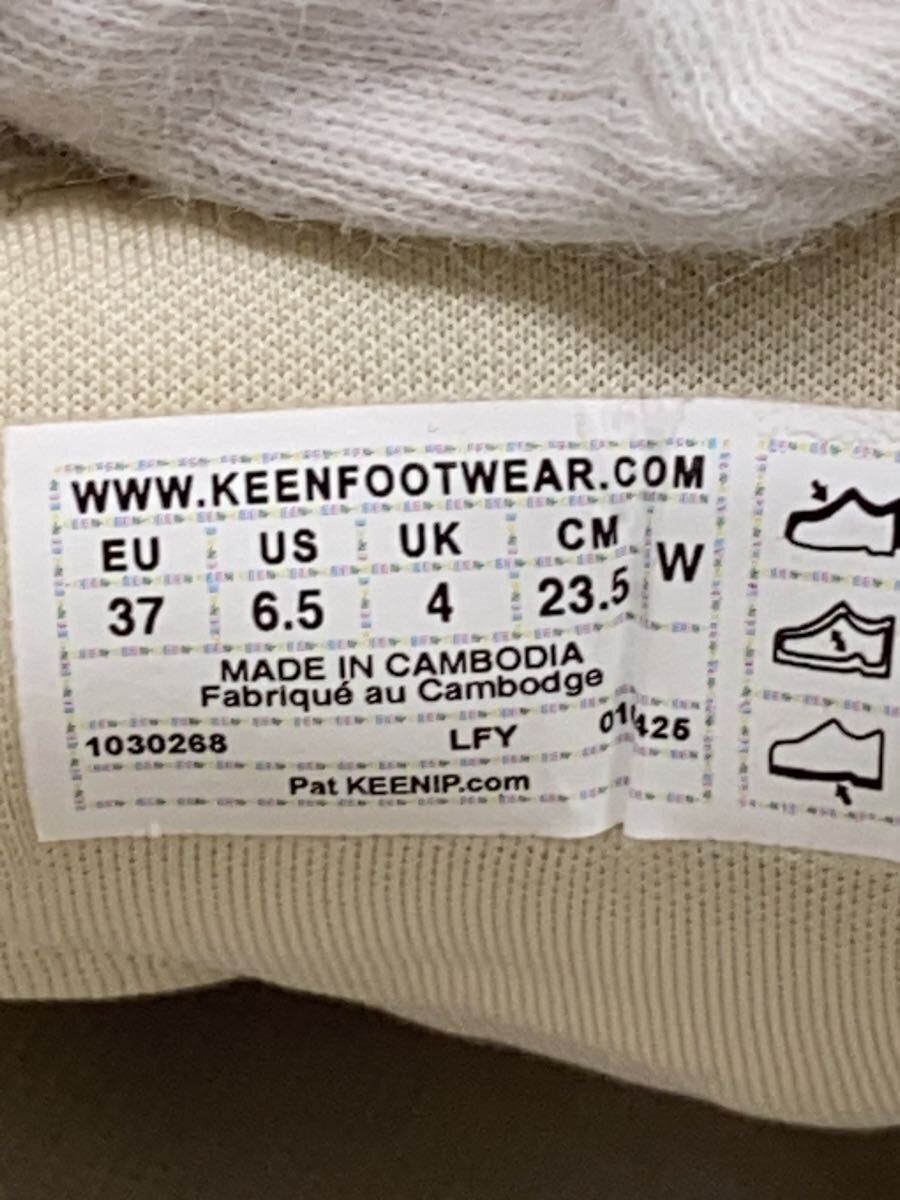 WWW.KEENFOOTWEAR.COM
EU US UK CM W
37 6.5 4 23.5
MADE IN CAMBODIA
Fabriqué au Cambodge
1030268 LFY
Pat KEENIP.com